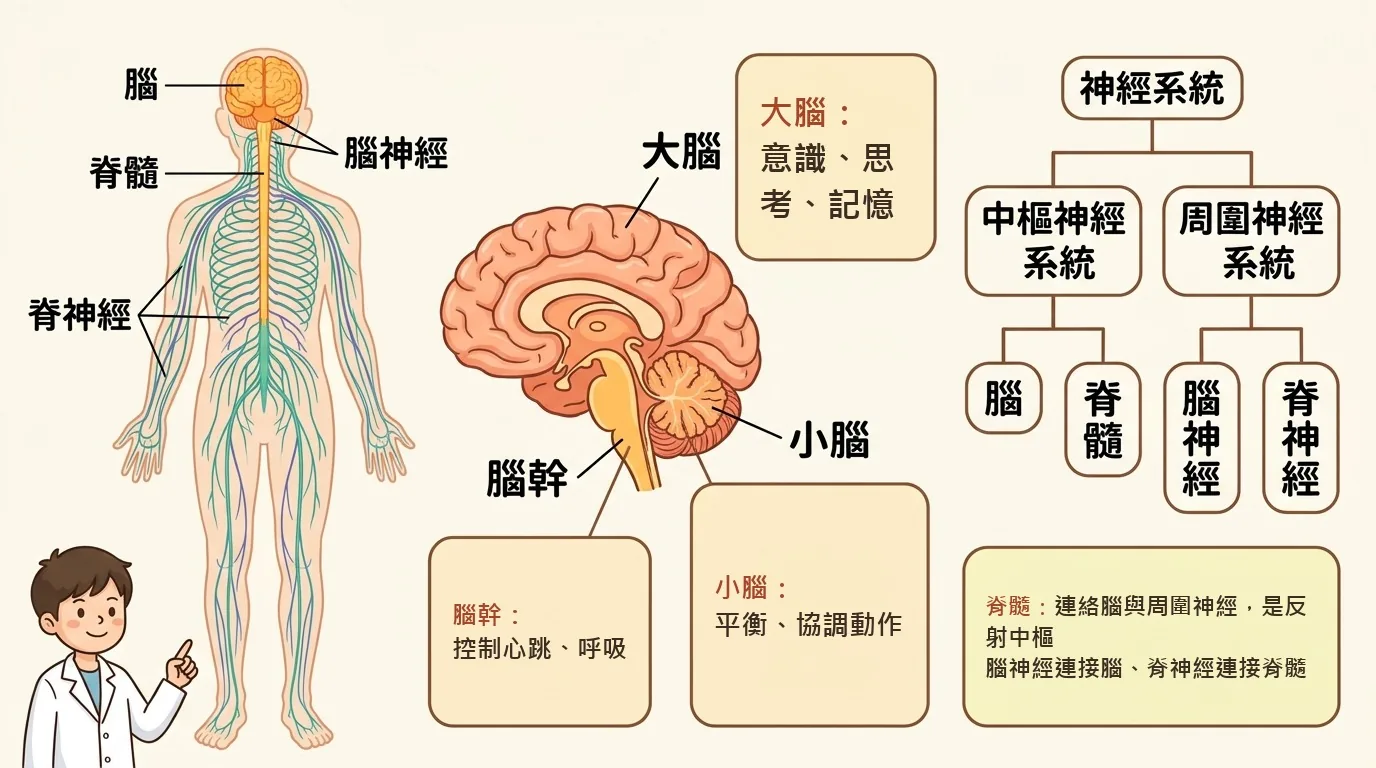 腦
腦神經
脊髓
脊神經
大腦
大腦：
意識、思
考、記憶
小腦
腦幹
腦幹：
控制心跳、呼吸
小腦：
平衡、協調動作
神經系統
中樞神經
系統
周圍神經
系統
腦
脊髓
腦神經
脊神經
脊髓：連絡腦與周圍神經，是反
射中樞
腦神經連接腦、脊神經連接脊髓